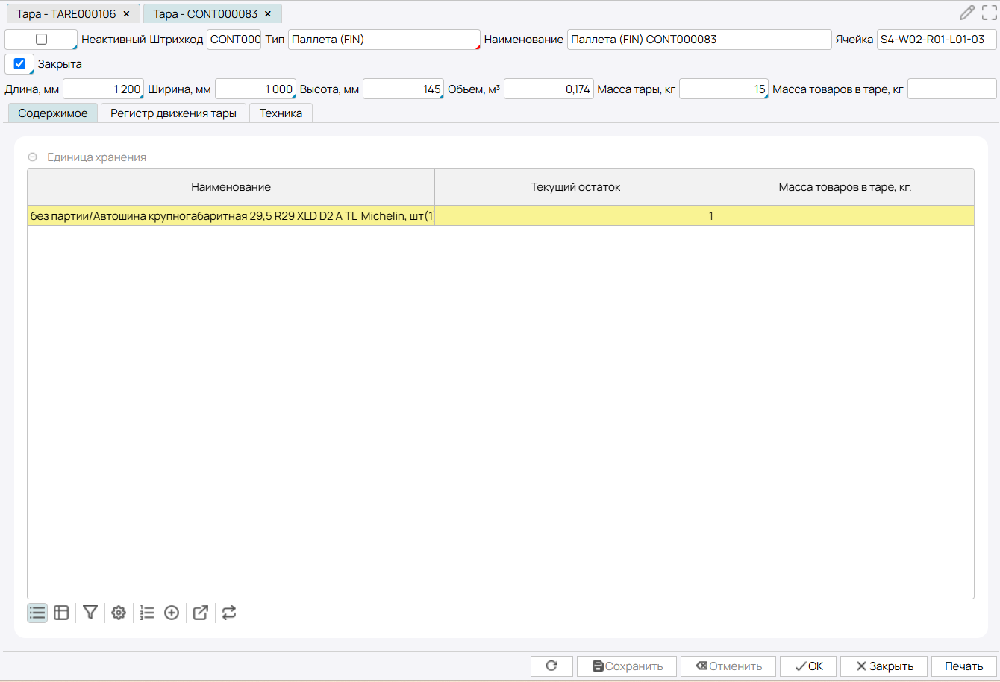 Тара - TARE000106 × Тара - CONT000083 ×
Неактивный Штрихкод CONT000 Тип Паллета (FIN) Наименование Паллета (FIN) CONT000083 Ячейка S4-W02-R01-L01-03
Закрыта
Длина, мм 1 200 Ширина, мм 1 000 Высота, мм 145 Объем, м³ 0,174 Масса тары, кг 15 Масса товаров в таре, кг
Содержимое Регистр движения тары Техника
Единица хранения
Наименование Текущий остаток Масса товаров в таре, кг.
без партии/Автошина крупногабаритная 29,5 R29 XLD D2 A TL Michelin, шт(1) 1
Сохранить Отменить ОК Закрыть Печать